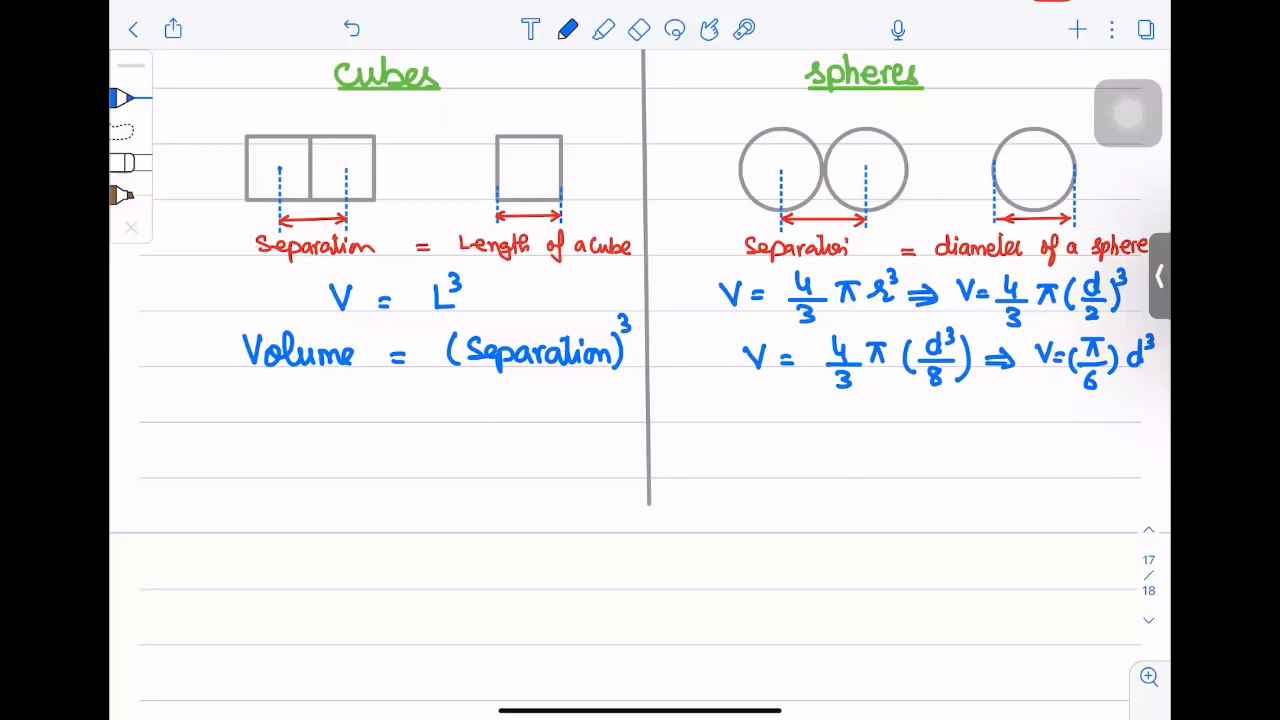 cubes
Separation = Length of a cube
V = L³
Volume = (Separation)³
spheres
Separation = diameter of a sphere
V = 4/3 π r³ ⇒ V = 4/3 π (d/2)³
V = 4/3 π (d³/8) ⇒ V = (π/6) d³
17
/
18